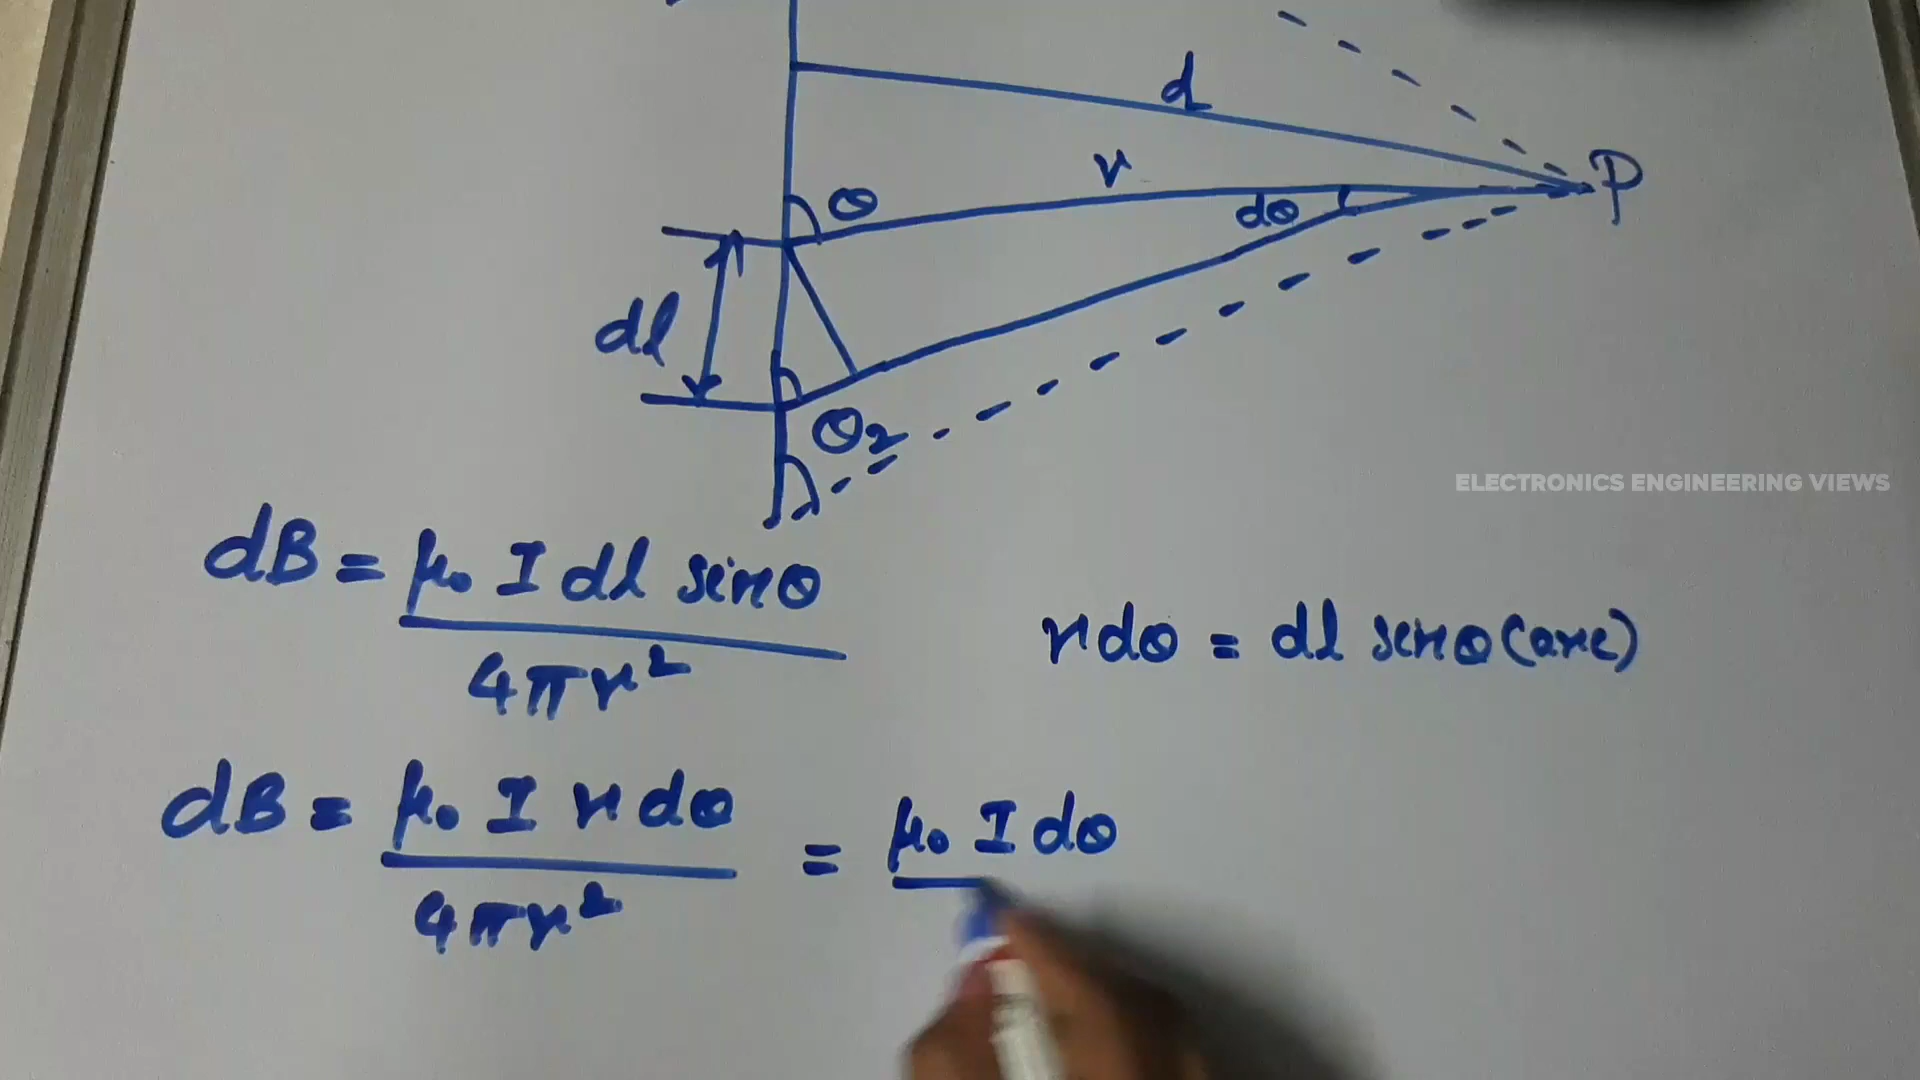 d
r
P
θ
dθ
dl
θ₂
ELECTRONICS ENGINEERING VIEWS
dB = μ₀ I dl sinθ
4πr²
rdθ = dl sinθ (arc)
dB = μ₀ I r dθ = μ₀ I dθ
4πr²